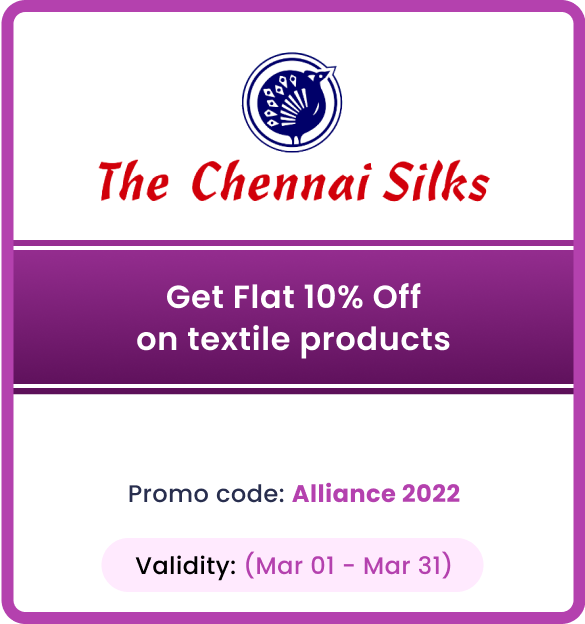 The Chennai Silks
Get Flat 10% Off
on textile products
Promo code: Alliance 2022
Validity: (Mar 01 - Mar 31)